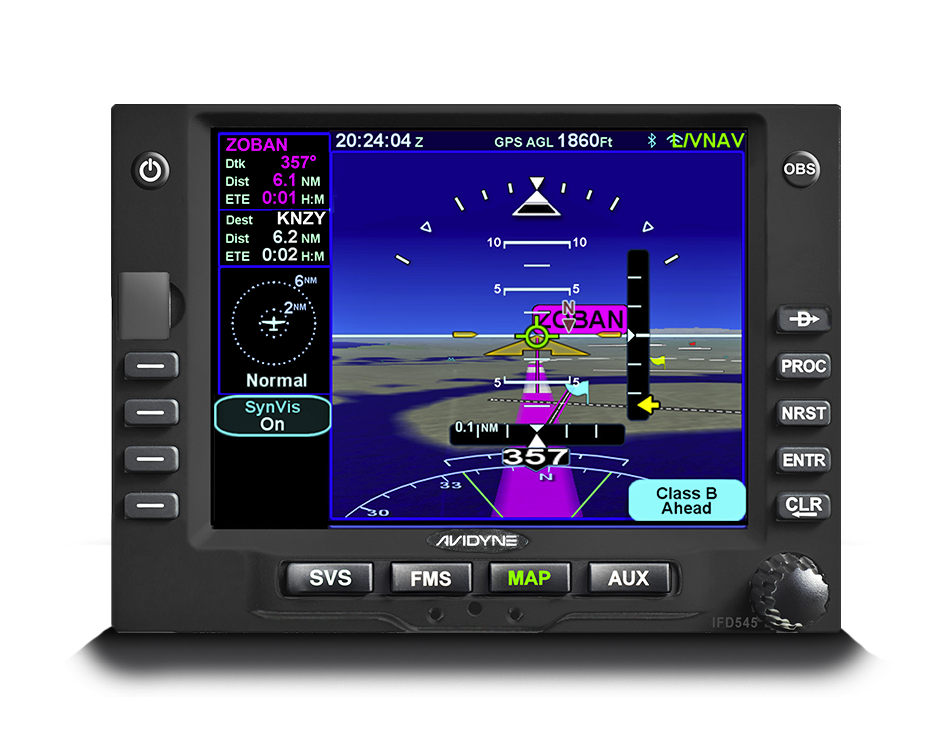 ZOBAN
Dtk 357°
Dist 6.1 NM
ETE 0:01 H:M
Dest KNZY
Dist 6.2 NM
ETE 0:02 H:M
6NM
2NM
Normal
SynVis
On
20:24:04 Z GPS AGL 1860Ft L/VNAV
10 10
5 5
N
ZOBAN
5 5
0.1 NM
357
N
33
30
Class B
Ahead
OBS
D
PROC
NRST
ENTR
CLR
AVIDYNE
SVS FMS MAP AUX
IFD545